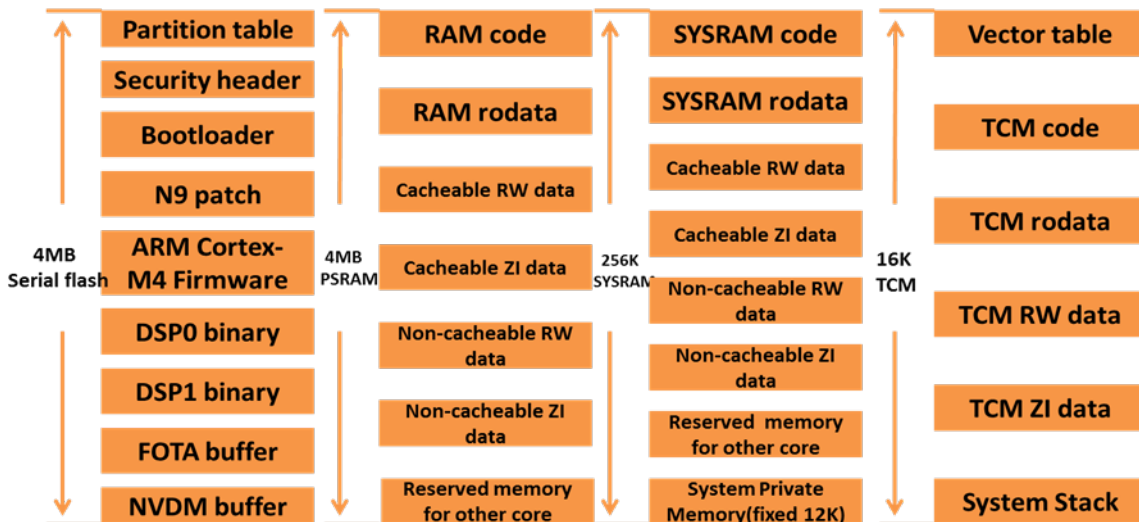 Partition table
Security header
Bootloader
N9 patch
4MB
Serial flash
ARM Cortex-
M4 Firmware
DSP0 binary
DSP1 binary
FOTA buffer
NVDM buffer
RAM code
RAM rodata
Cacheable RW data
4MB
PSRAM
Cacheable ZI data
Non-cacheable RW
data
Non-cacheable ZI
data
Reserved memory
for other core
SYSRAM code
SYSRAM rodata
Cacheable RW data
256K
SYSRAM
Cacheable ZI data
Non-cacheable RW
data
Non-cacheable ZI
data
Reserved memory
for other core
System Private
Memory(fixed 12K)
Vector table
TCM code
TCM rodata
16K
TCM
TCM RW data
TCM ZI data
System Stack